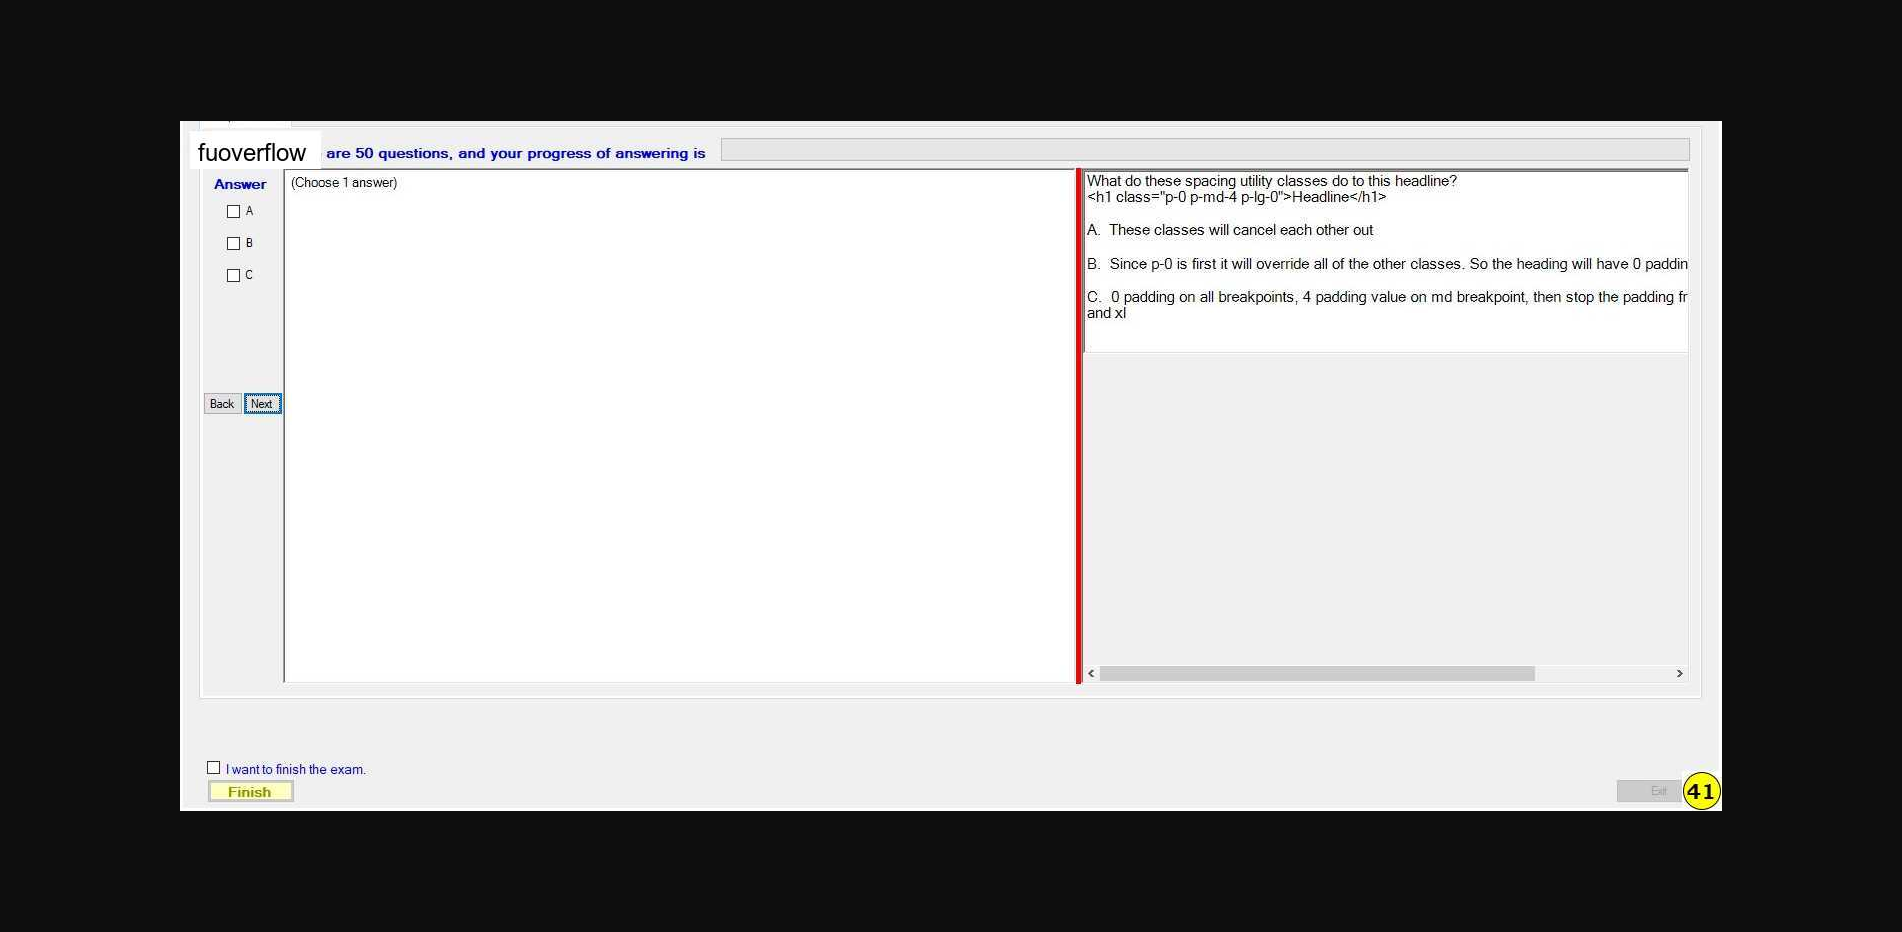 fuoverflow are 50 questions, and your progress of answering is
Answer
A
B
C
Back Next
(Choose 1 answer)
What do these spacing utility classes do to this headline?
<h1 class="p-0 p-md-4 p-lg-0">Headline</h1>
A. These classes will cancel each other out
B. Since p-0 is first it will override all of the other classes. So the heading will have 0 paddin
C. 0 padding on all breakpoints, 4 padding value on md breakpoint, then stop the padding fr
and xl
I want to finish the exam.
Finish
Exit
41